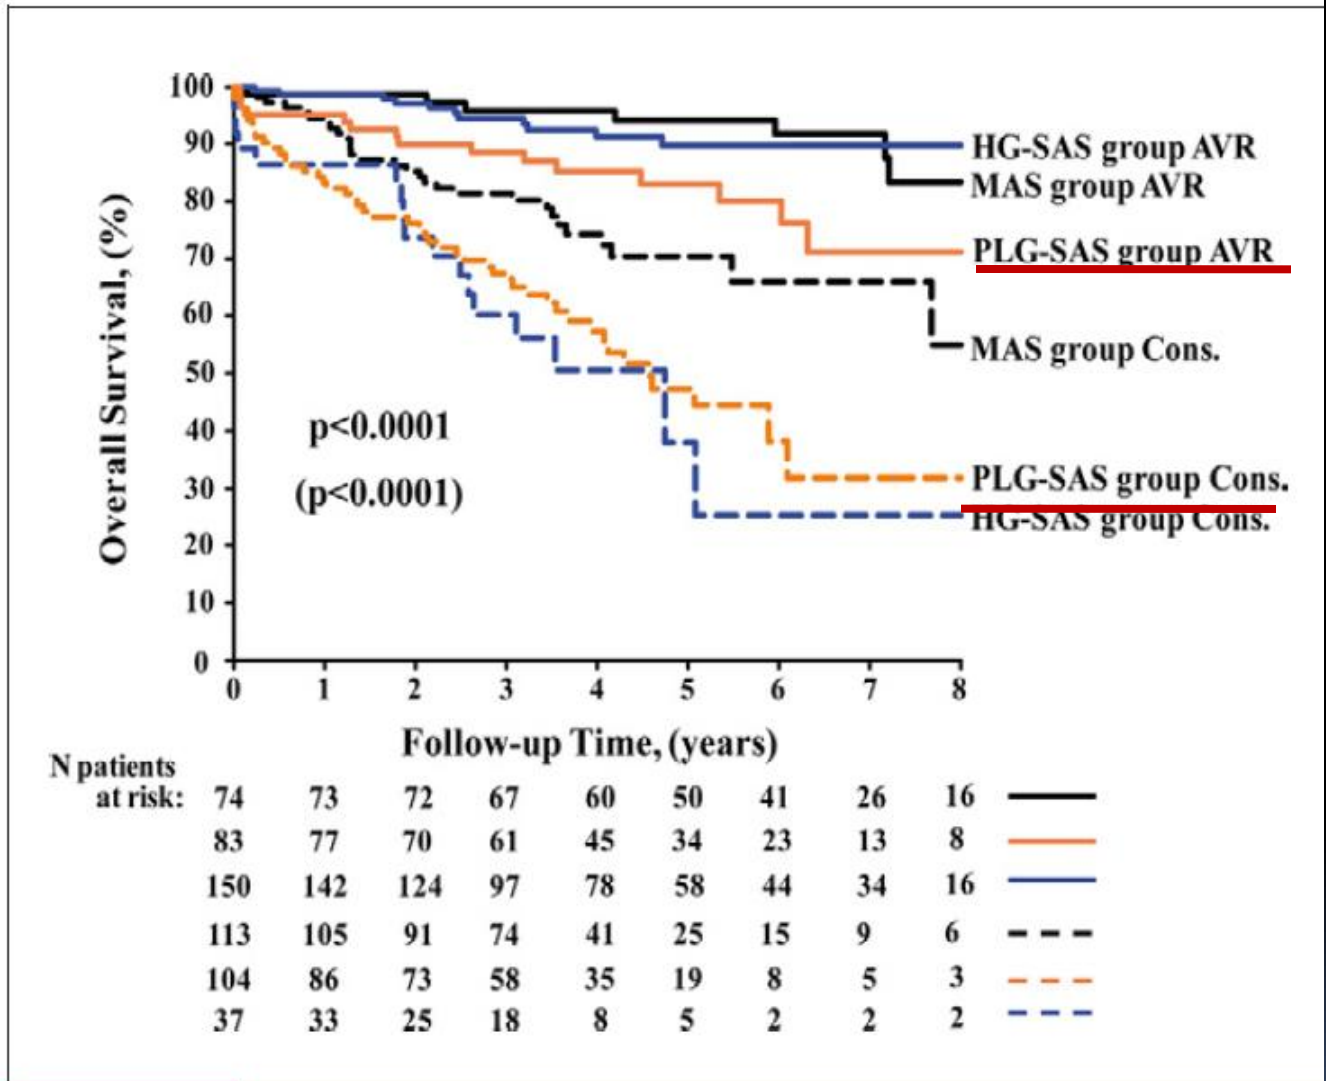 100
90
80
70
60
50
40
30
20
10
0
Overall Survival, (%)
HG-SAS group AVR
MAS group AVR
PLG-SAS group AVR
MAS group Cons.
PLG-SAS group Cons.
HG-SAS group Cons.
p<0.0001
(p<0.0001)
0 1 2 3 4 5 6 7 8
Follow-up Time, (years)
N patients
at risk: 74 73 72 67 60 50 41 26 16
83 77 70 61 45 34 23 13 8
150 142 124 97 78 58 44 34 16
113 105 91 74 41 25 15 9 6
104 86 73 58 35 19 8 5 3
37 33 25 18 8 5 2 2 2